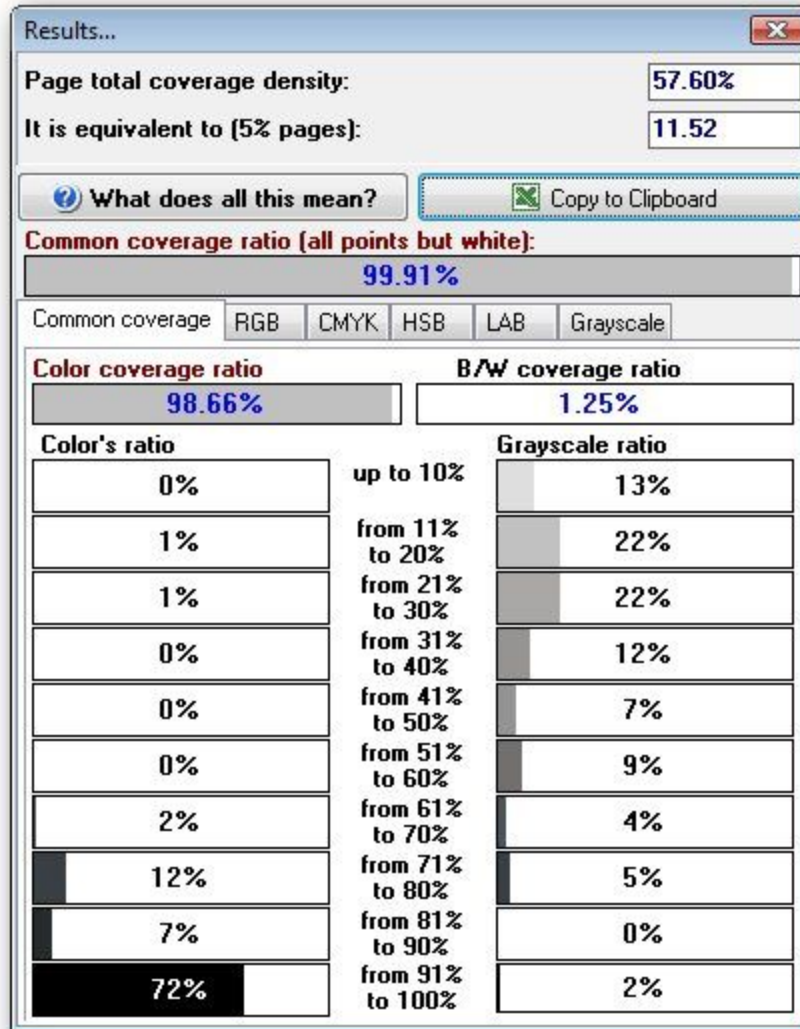 Results...
Page total coverage density: 57.60%
It is equivalent to (5% pages): 11.52
What does all this mean? Copy to Clipboard
Common coverage ratio (all points but white):
99.91%
Common coverage RGB CMYK HSB LAB Grayscale
Color coverage ratio B/W coverage ratio
98.66% 1.25%
Color's ratio Grayscale ratio
0% up to 10% 13%
1% from 11% to 20% 22%
1% from 21% to 30% 22%
0% from 31% to 40% 12%
0% from 41% to 50% 7%
0% from 51% to 60% 9%
2% from 61% to 70% 4%
12% from 71% to 80% 5%
7% from 81% to 90% 0%
72% from 91% to 100% 2%